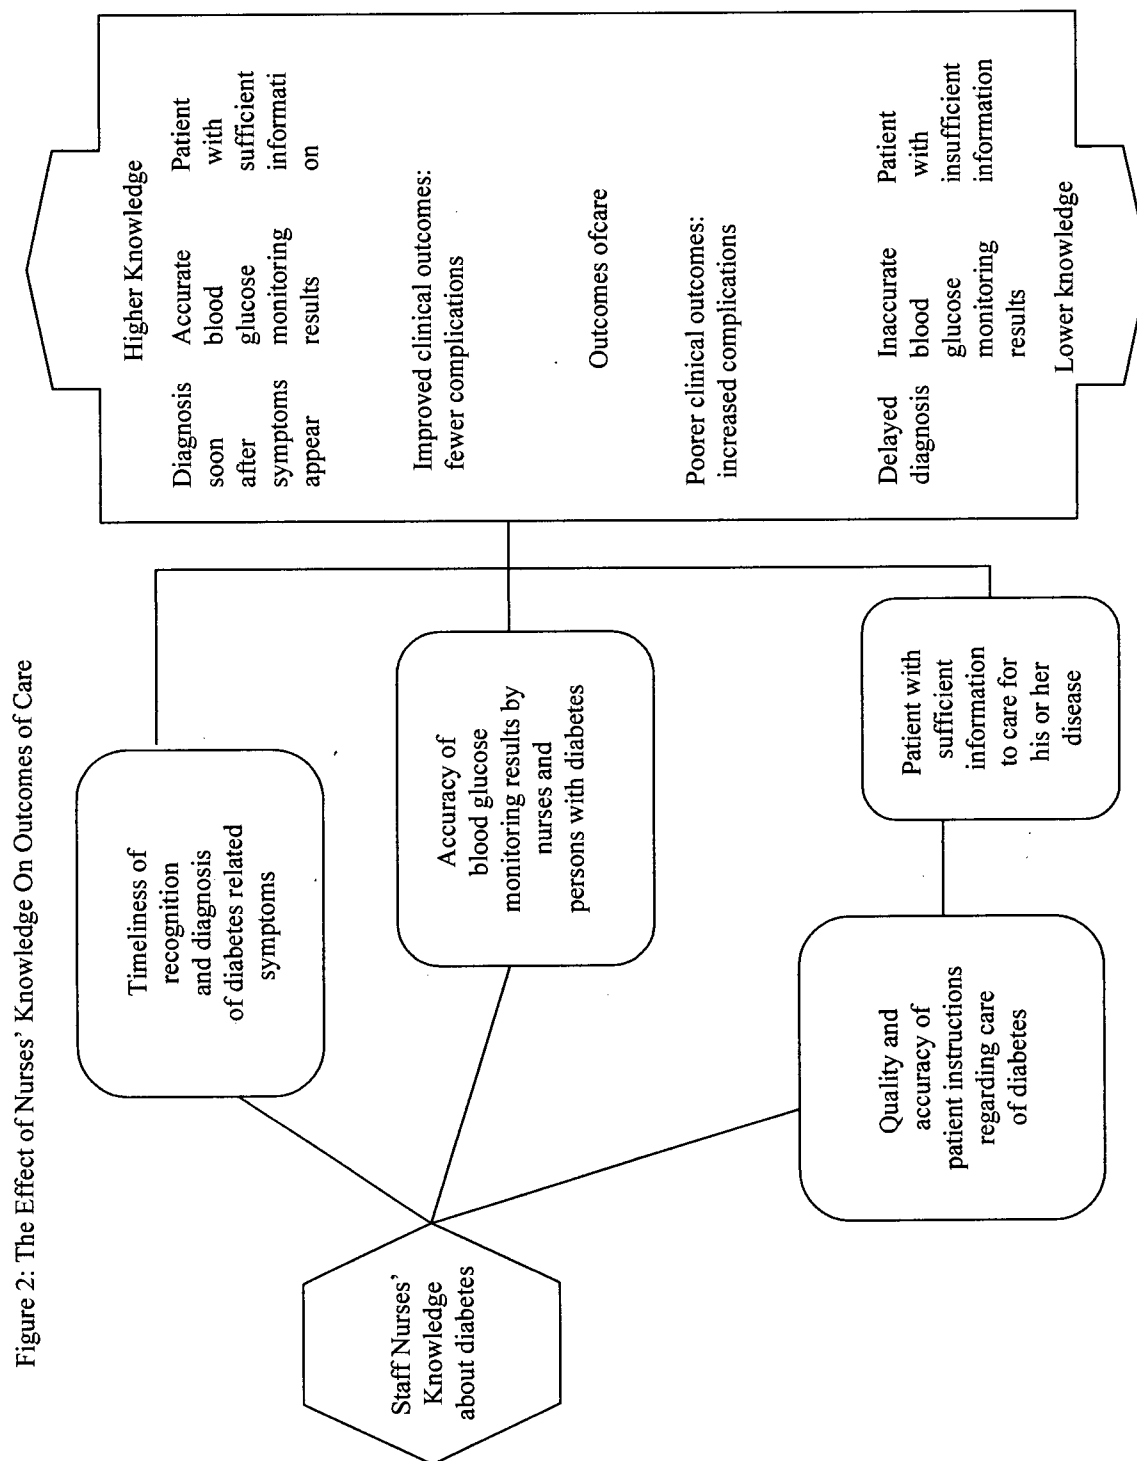 Figure 2: The Effect of Nurses' Knowledge On Outcomes of Care
Staff Nurses'
Knowledge
about diabetes
Timeliness of
recognition
and diagnosis
of diabetes related
symptoms
Accuracy of
blood glucose
monitoring results by
nurses and
persons with diabetes
Quality and
accuracy of
patient instructions
regarding care
of diabetes
Patient with
sufficient
information
to care for
his or her
disease
Higher Knowledge
Diagnosis
soon
after
symptoms
appear
Accurate
blood
glucose
monitoring
results
Patient
with
sufficient
informati
on
Improved clinical outcomes:
fewer complications
Outcomes ofcare
Poorer clinical outcomes:
increased complications
Delayed
diagnosis
Inaccurate
blood
glucose
monitoring
results
Patient
with
insufficient
information
Lower knowledge